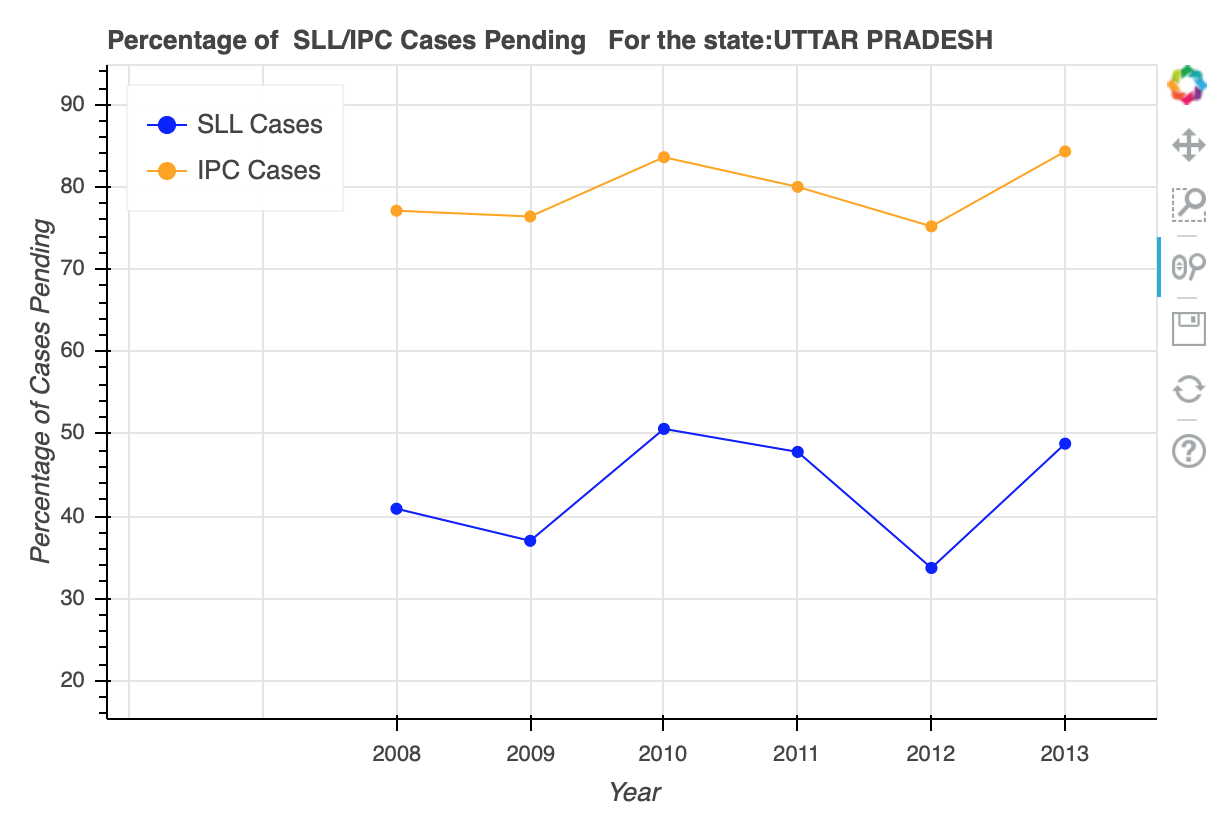 Percentage of  SLL/IPC Cases Pending   For the state:UTTAR PRADESH
SLL Cases
IPC Cases
Percentage of Cases Pending
90
80
70
60
50
40
30
20
2008 2009 2010 2011 2012 2013
Year
?